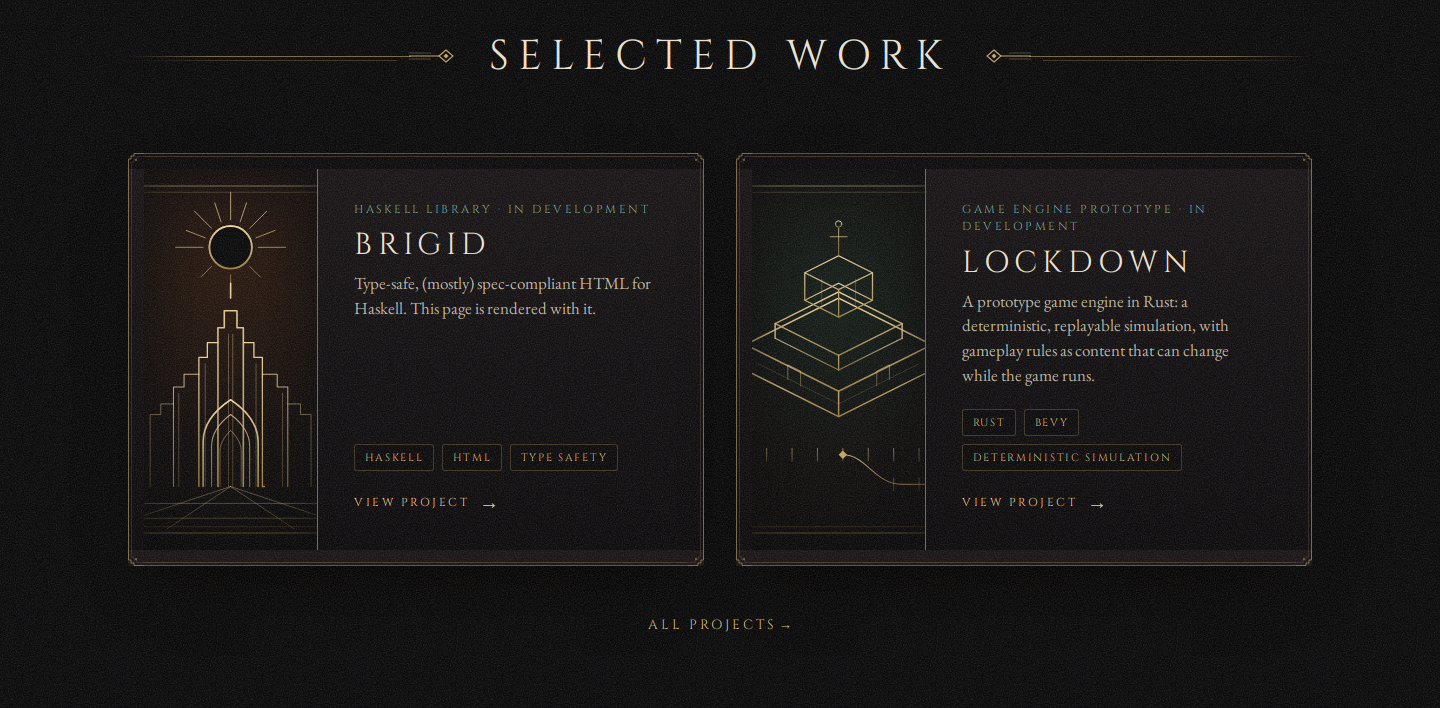 SELECTED WORK
HASKELL LIBRARY · IN DEVELOPMENT
BRIGID
Type-safe, (mostly) spec-compliant HTML for
Haskell. This page is rendered with it.
HASKELL
HTML
TYPE SAFETY
VIEW PROJECT →
GAME ENGINE PROTOTYPE · IN
DEVELOPMENT
LOCKDOWN
A prototype game engine in Rust: a
deterministic, replayable simulation, with
gameplay rules as content that can change
while the game runs.
RUST
BEVY
DETERMINISTIC SIMULATION
VIEW PROJECT →
ALL PROJECTS →